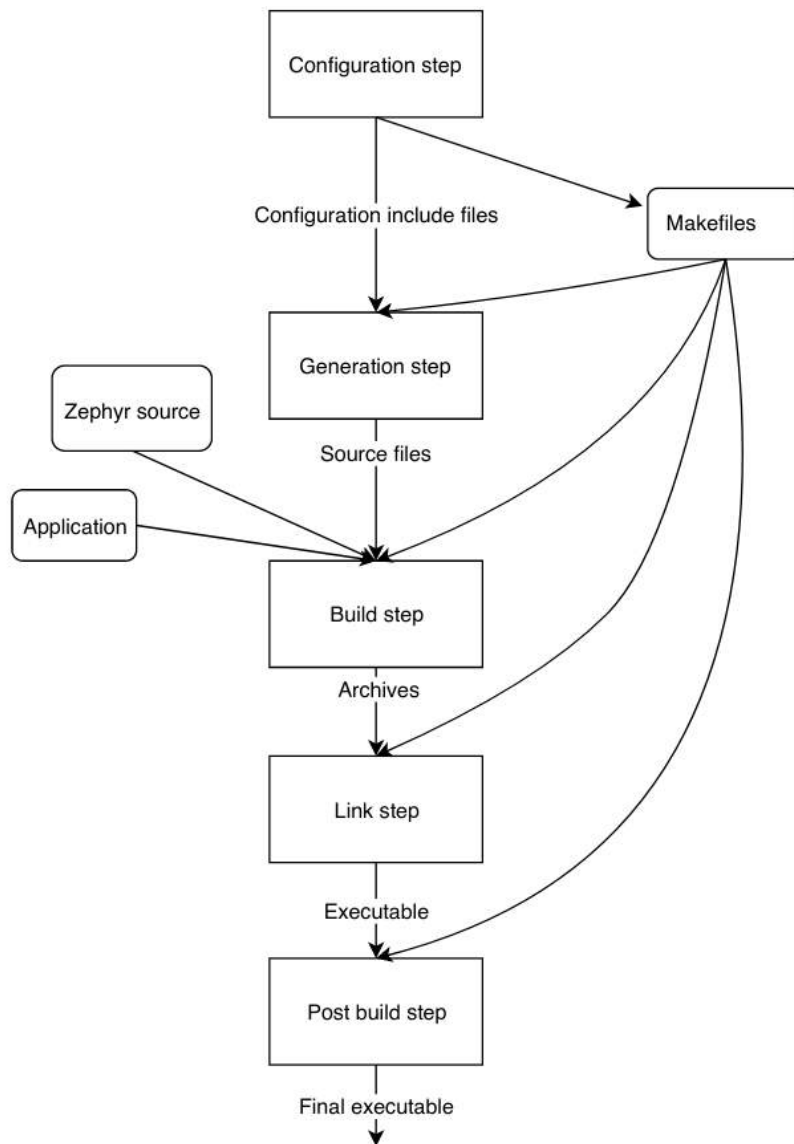 Configuration step
Configuration include files
Makefiles
Generation step
Zephyr source
Source files
Application
Build step
Archives
Link step
Executable
Post build step
Final executable